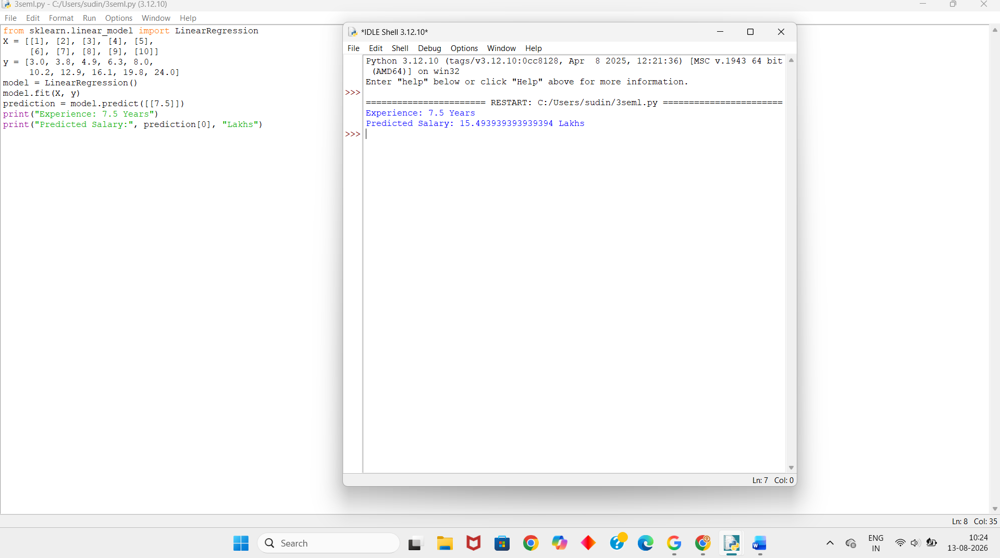 3seml.py - C:/Users/sudin/3seml.py (3.12.10)
File Edit Format Run Options Window Help
from sklearn.linear_model import LinearRegression
X = [[1], [2], [3], [4], [5],
     [6], [7], [8], [9], [10]]
y = [3.0, 3.8, 4.9, 6.3, 8.0,
     10.2, 12.9, 16.1, 19.8, 24.0]
model = LinearRegression()
model.fit(X, y)
prediction = model.predict([[7.5]])
print("Experience: 7.5 Years")
print("Predicted Salary:", prediction[0], "Lakhs")
*IDLE Shell 3.12.10*
File Edit Shell Debug Options Window Help
Python 3.12.10 (tags/v3.12.10:0cc8128, Apr  8 2025, 12:21:36) [MSC v.1943 64 bit
 (AMD64)] on win32
Enter "help" below or click "Help" above for more information.
>>>
======================= RESTART: C:/Users/sudin/3seml.py =======================
Experience: 7.5 Years
Predicted Salary: 15.493939393939394 Lakhs
>>>
Ln: 7 Col: 0
Ln: 8 Col: 35
Search
ENG
IN
10:24
13-08-2026